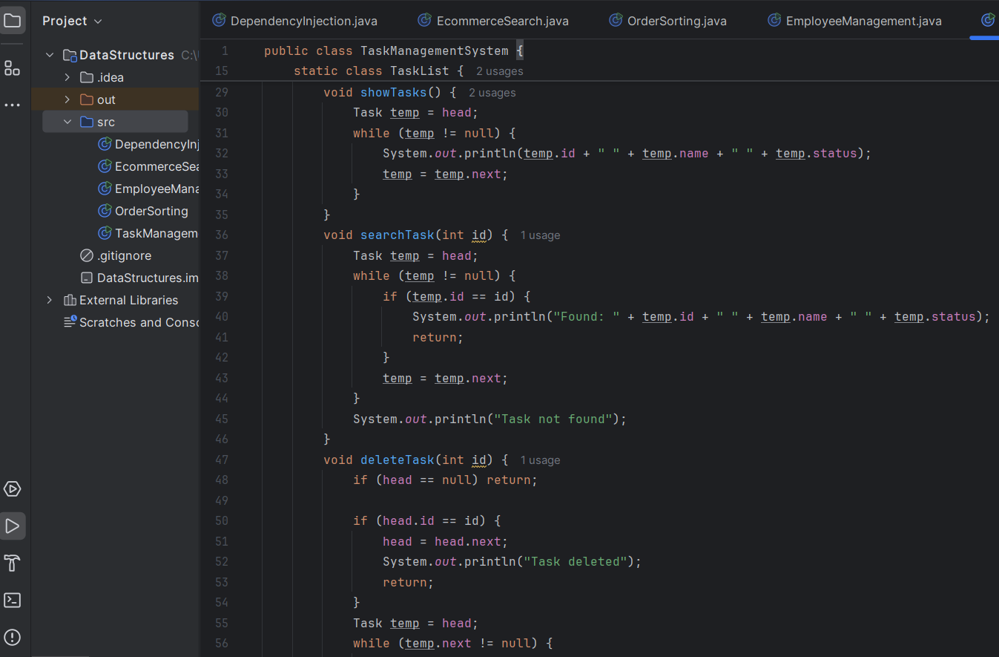 Project
DataStructures C:\
.idea
out
src
DependencyInj
EcommerceSea
EmployeeMana
OrderSorting
TaskManagem
.gitignore
DataStructures.im
External Libraries
Scratches and Conso
DependencyInjection.java EcommerceSearch.java OrderSorting.java EmployeeManagement.java
1 public class TaskManagementSystem {
15 static class TaskList { 2 usages
29 void showTasks() { 2 usages
30 Task temp = head;
31 while (temp != null) {
32 System.out.println(temp.id + " " + temp.name + " " + temp.status);
33 temp = temp.next;
34 }
35 }
36 void searchTask(int id) { 1 usage
37 Task temp = head;
38 while (temp != null) {
39 if (temp.id == id) {
40 System.out.println("Found: " + temp.id + " " + temp.name + " " + temp.status);
41 return;
42 }
43 temp = temp.next;
44 }
45 System.out.println("Task not found");
46 }
47 void deleteTask(int id) { 1 usage
48 if (head == null) return;
49
50 if (head.id == id) {
51 head = head.next;
52 System.out.println("Task deleted");
53 return;
54 }
55 Task temp = head;
56 while (temp.next != null) {